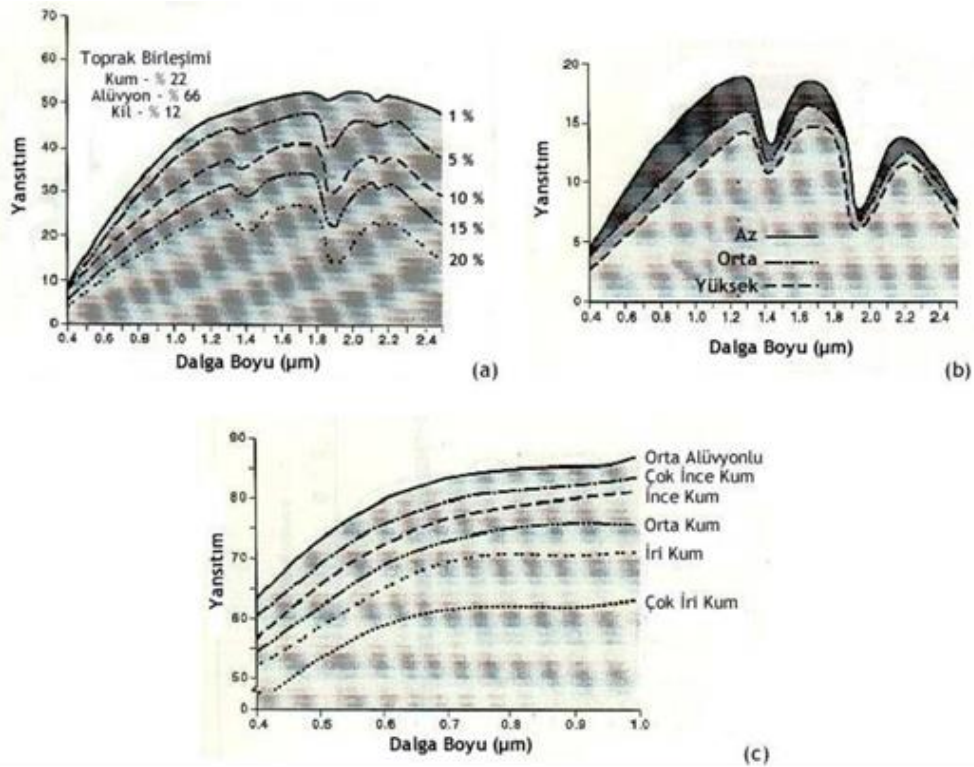 70
60
50
40
30
20
10
0
Yansıtım
Toprak Birleşimi
Kum - % 22
Alüvyon - % 66
Kil - % 12
1 %
5 %
10 %
15 %
20 %
0.4 0.6 0.8 1.0 1.2 1.4 1.6 1.8 2.0 2.2 2.4
Dalga Boyu (µm)
(a)
20
15
10
5
0
Yansıtım
Az
Orta
Yüksek
0.4 0.6 0.8 1.0 1.2 1.4 1.6 1.8 2.0 2.2 2.4
Dalga Boyu (µm)
(b)
90
80
70
60
50
0
Yansıtım
Orta Alüvyonlu
Çok İnce Kum
İnce Kum
Orta Kum
İri Kum
Çok İri Kum
0.4 0.5 0.6 0.7 0.8 0.9 1.0
Dalga Boyu (µm)
(c)